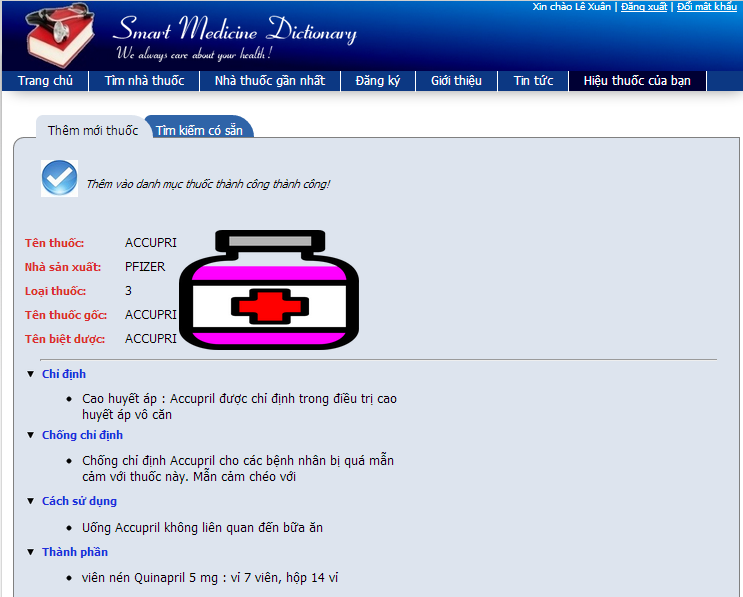 Xin chào Lê Xuân | Đăng xuất | Đổi mât khẩu
Smart Medicine Dictionary
We always care about your health !
Trang chủ
Tìm nhà thuốc
Nhà thuốc gần nhất
Đăng ký
Giới thiệu
Tin tức
Hiệu thuốc của bạn
Thêm mới thuốc
Tìm kiếm có sẵn
Thêm vào danh mục thuốc thành công thành công!
Tên thuốc: ACCUPRI
Nhà sản xuất: PFIZER
Loại thuốc: 3
Tên thuốc gốc: ACCUPRI
Tên biệt dược: ACCUPRI
Chỉ định
Cao huyết áp : Accupril được chỉ định trong điều trị cao
huyết áp vô căn
Chống chỉ định
Chống chỉ định Accupril cho các bệnh nhân bị quá mẫn
cảm với thuốc này. Mẫn cảm chéo với
Cách sử dụng
Uống Accupril không liên quan đến bữa ăn
Thành phần
viên nén Quinapril 5 mg : vỉ 7 viên, hộp 14 vỉ